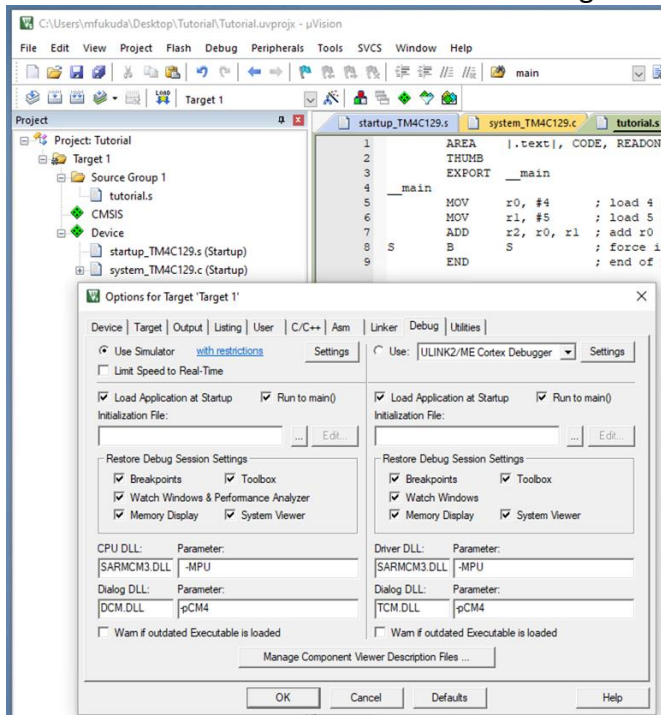 C:\Users\mfukuda\Desktop\Tutorial\Tutorial.uvprojx - µVision
File Edit View Project Flash Debug Peripherals Tools SVCS Window Help
main
LOAD Target 1
Project
startup_TM4C129.s system_TM4C129.c tutorial.s
Project: Tutorial
Target 1
Source Group 1
tutorial.s
CMSIS
Device
startup_TM4C129.s (Startup)
system_TM4C129.c (Startup)
1 AREA |.text|, CODE, READON
2 THUMB
3 EXPORT __main
4 __main
5 MOV r0, #4 ; load 4
6 MOV r1, #5 ; load 5
7 ADD r2, r0, r1 ; add r0
8 S B S ; force i
9 END ; end of
Options for Target 'Target 1'
Device Target Output Listing User C/C++ Asm Linker Debug Utilities
Use Simulator with restrictions Settings Use: ULINK2/ME Cortex Debugger Settings
Limit Speed to Real-Time
Load Application at Startup Run to main() Load Application at Startup Run to main()
Initialization File: Initialization File:
... Edit... ... Edit...
Restore Debug Session Settings Restore Debug Session Settings
Breakpoints Toolbox Breakpoints Toolbox
Watch Windows & Performance Analyzer Watch Windows
Memory Display System Viewer Memory Display System Viewer
CPU DLL: Parameter: Driver DLL: Parameter:
SARMCM3.DLL -MPU SARMCM3.DLL -MPU
Dialog DLL: Parameter: Dialog DLL: Parameter:
DCM.DLL -pCM4 TCM.DLL -pCM4
Warn if outdated Executable is loaded Warn if outdated Executable is loaded
Manage Component Viewer Description Files ...
OK Cancel Defaults Help